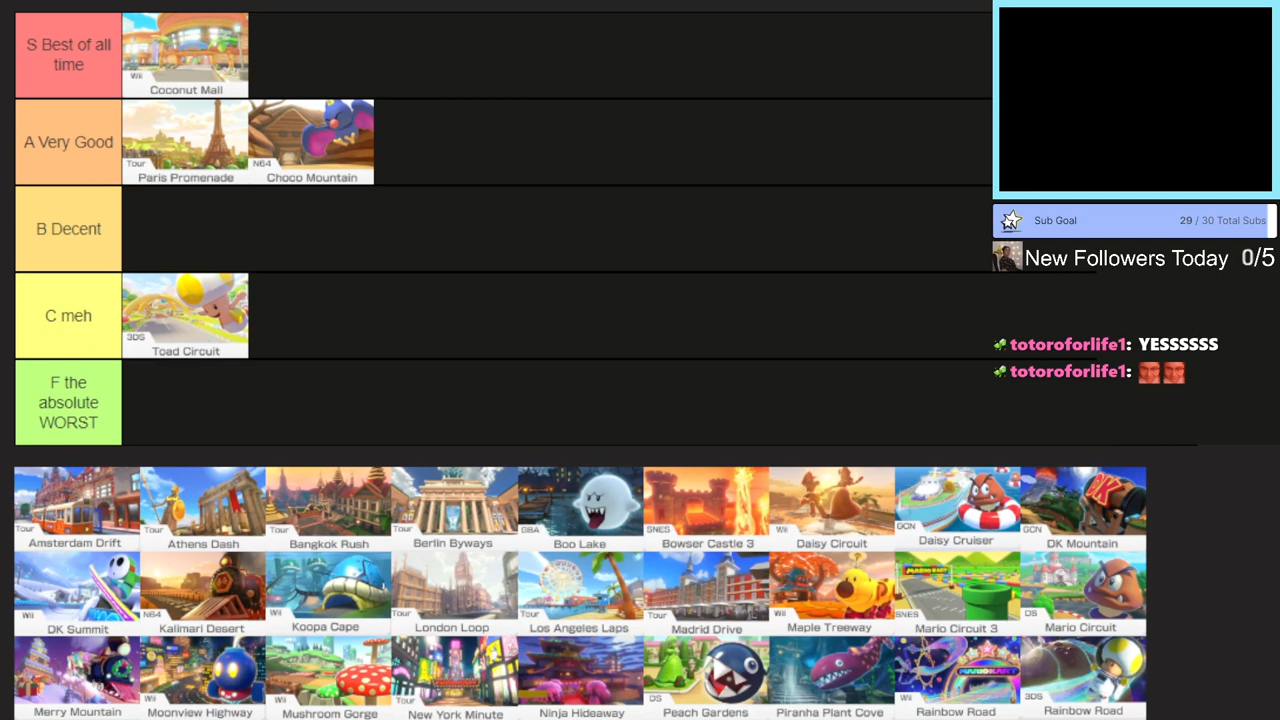 S Best of all
time
Wii
Coconut Mall
A Very Good
Tour
Paris Promenade
N64
Choco Mountain
B Decent
C meh
3DS
Toad Circuit
F the
absolute
WORST
Sub Goal
29 / 30 Total Subs
New Followers Today 0/5
totoroforlife1: YESSSSSS
totoroforlife1:
Tour
Amsterdam Drift
Tour
Athens Dash
Tour
Bangkok Rush
Tour
Berlin Byways
GBA
Boo Lake
SNES
Bowser Castle 3
Wii
Daisy Circuit
GCN
Daisy Cruiser
DK
GCN
DK Mountain
Wii
DK Summit
N64
Kalimari Desert
Wii
Koopa Cape
Tour
London Loop
Tour
Los Angeles Laps
Tour
Madrid Drive
Wii
Maple Treeway
MARIO KART
SNES
Mario Circuit 3
DS
Mario Circuit
Merry Mountain
Wii
Moonview Highway
Wii
Mushroom Gorge
Tour
New York Minute
Ninja Hideaway
DS
Peach Gardens
Piranha Plant Cove
MARIOKART
Wii
Rainbow Road
3DS
Rainbow Road